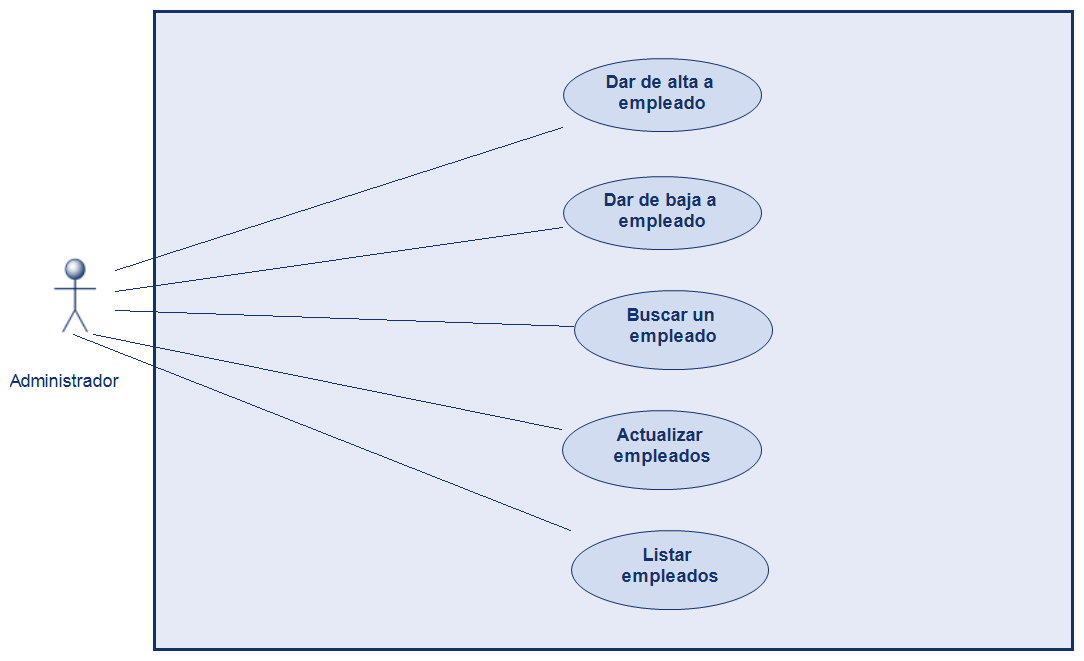 Dar de alta a
empleado
Dar de baja a
empleado
Buscar un
empleado
Administrador
Actualizar
empleados
Listar
empleados